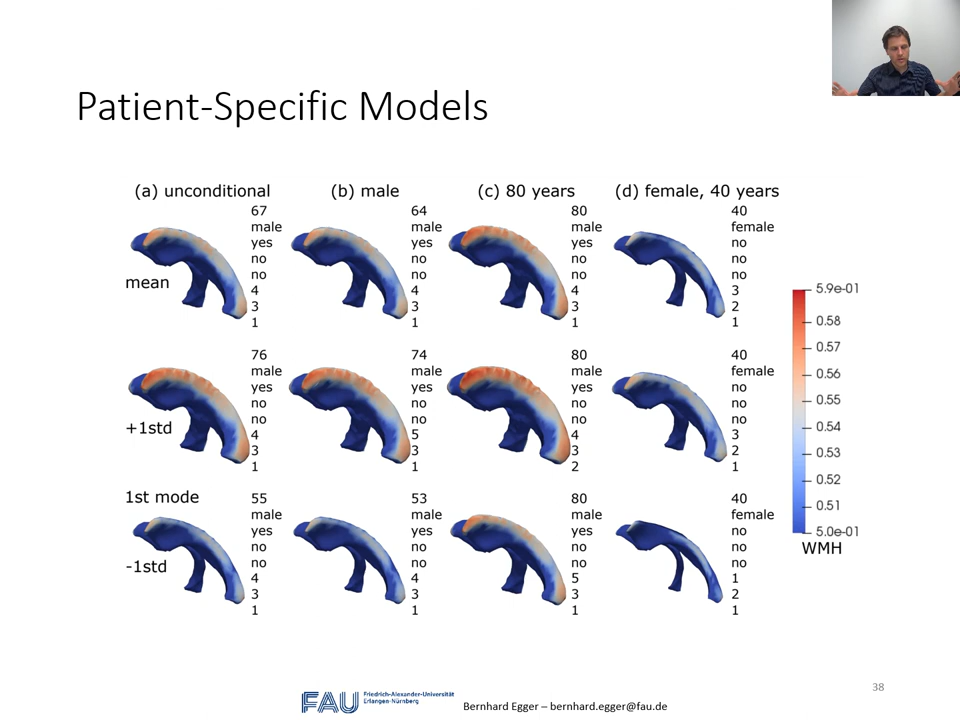 Patient-Specific Models
(a) unconditional
(b) male
(c) 80 years
(d) female, 40 years
mean
67
male
yes
no
no
4
3
1
64
male
yes
no
no
4
3
1
80
male
yes
no
no
4
3
1
40
female
no
no
no
3
2
1
+1std
76
male
yes
no
no
4
3
1
74
male
yes
no
no
5
3
1
80
male
yes
no
no
4
3
2
40
female
no
no
no
3
2
1
1st mode
-1std
55
male
yes
no
no
4
3
1
53
male
yes
no
no
4
3
1
80
male
yes
no
no
5
3
1
40
female
no
no
no
1
2
1
5.9e-01
0.58
0.57
0.56
0.55
0.54
0.53
0.52
0.51
5.0e-01
WMH
38
FAU
Friedrich-Alexander-Universität
Erlangen-Nürnberg
Bernhard Egger – bernhard.egger@fau.de